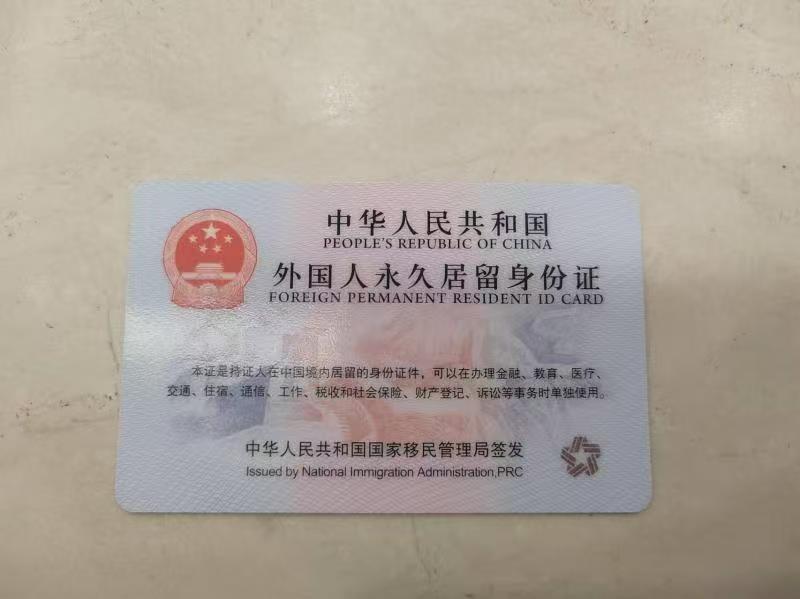 中华人民共和国
PEOPLE'S REPUBLIC OF CHINA
外国人永久居留身份证
FOREIGN PERMANENT RESIDENT ID CARD
本证是持证人在中国境内居留的身份证件，可以在办理金融、教育、医疗、
交通、住宿、通信、工作、税收和社会保险、财产登记、诉讼等事务时单独使用。
中华人民共和国国家移民管理局签发
Issued by National Immigration Administration,PRC